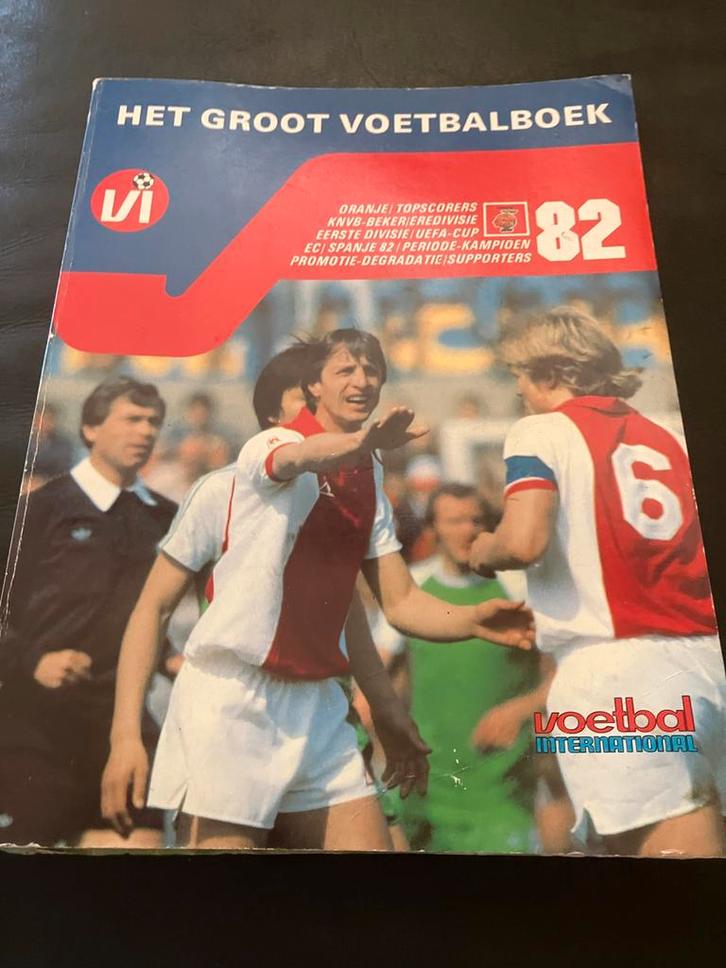 HET GROOT VOETBALBOEK
VI
ORANJE/TOPSCORERS
KNVB-BEKER/EREDIVISIE
EERSTE DIVISIE/UEFA-CUP
EC/SPANJE 82/PERIODE-KAMPIOEN
PROMOTIE-DEGRADATIE/SUPPORTERS
82
6
voetbal
INTERNATIONAL